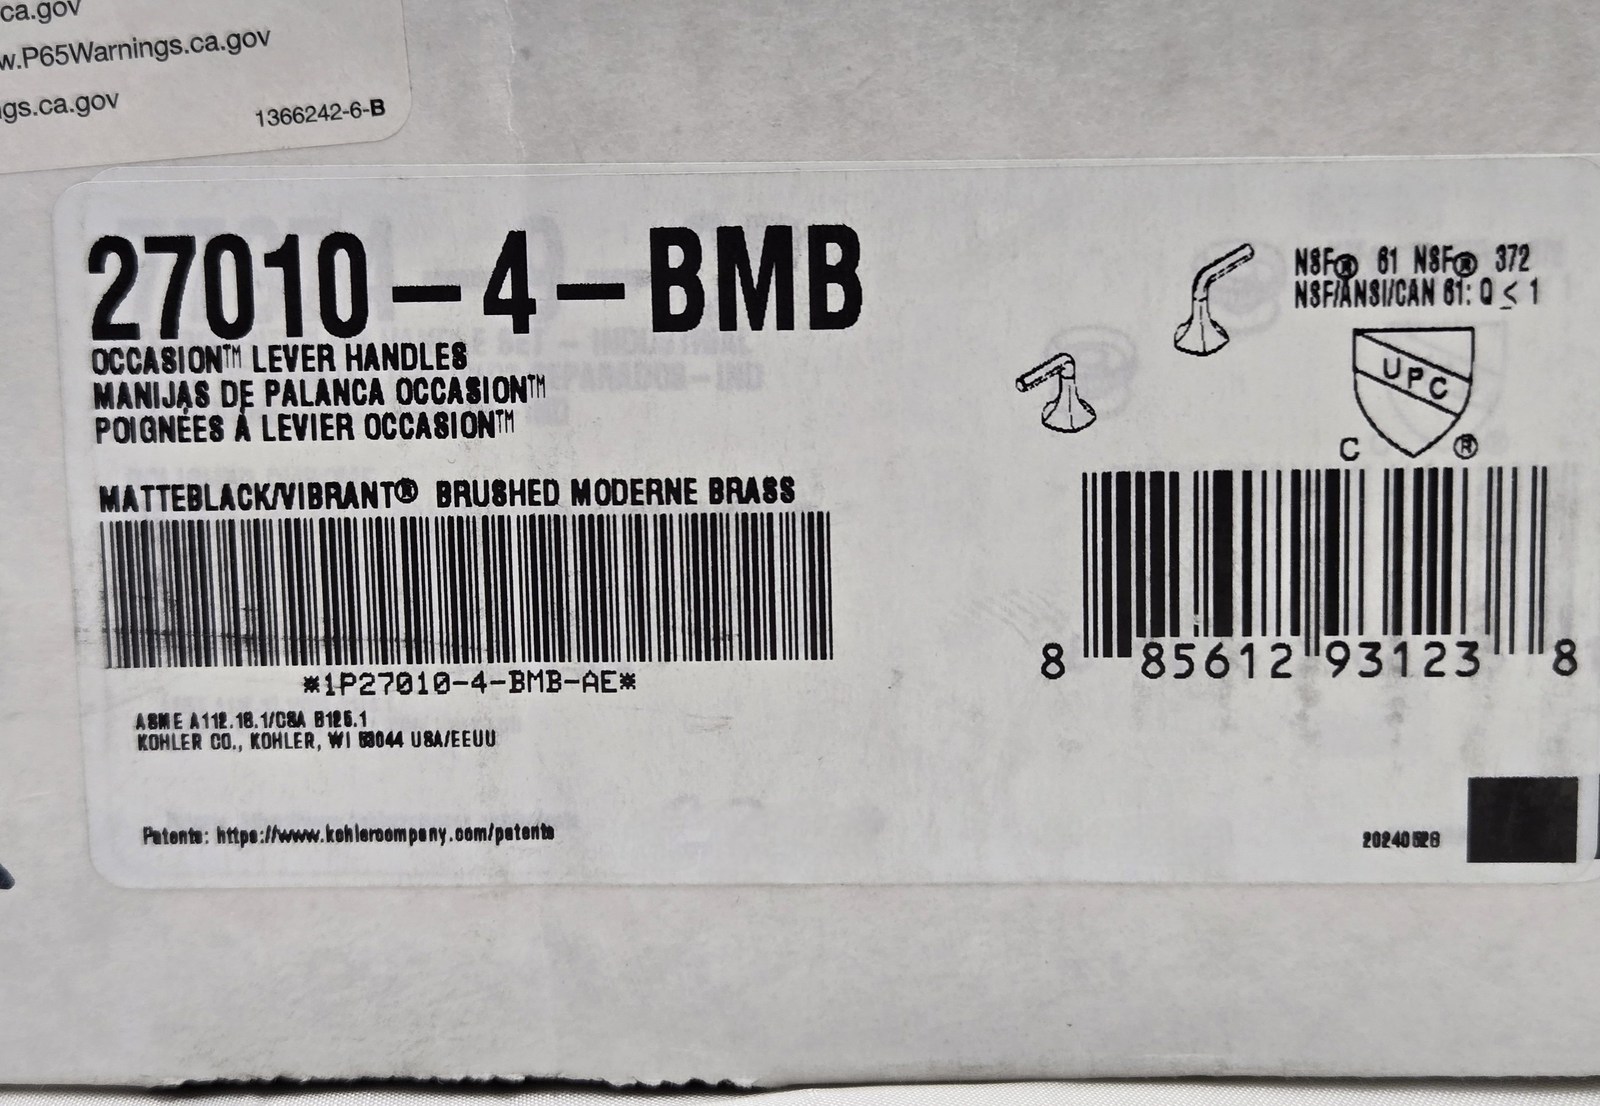 ca.gov
w.P65Warnings.ca.gov
ngs.ca.gov
1366242-6-B
27010-4-BMB
OCCASION™ LEVER HANDLES
MANIJAS DE PALANCA OCCASION™
POIGNÉES À LEVIER OCCASION™
MATTEBLACK/VIBRANT® BRUSHED MODERNE BRASS
*1P27010-4-BMB-AE*
ASME A112.18.1/CSA B125.1
KOHLER CO., KOHLER, WI 53044 USA/EEUU
Patents: https://www.kohlercompany.com/patents
NSF® 61 NSF® 372
NSF/ANSI/CAN 61: Q ≤ 1
UPC
C ®
8 85612 93123 8
20240528